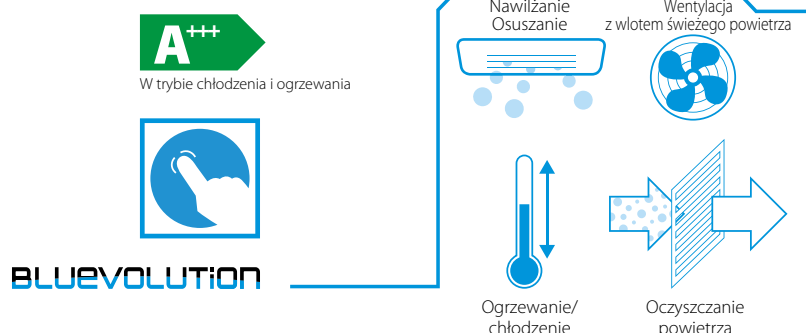 A+++
W trybie chłodzenia i ogrzewania
BLUEVOLUTION
Nawilżanie
Osuszanie
Wentylacja
z wlotem świeżego powietrza
Ogrzewanie/
chłodzenie
Oczyszczanie
powietrza